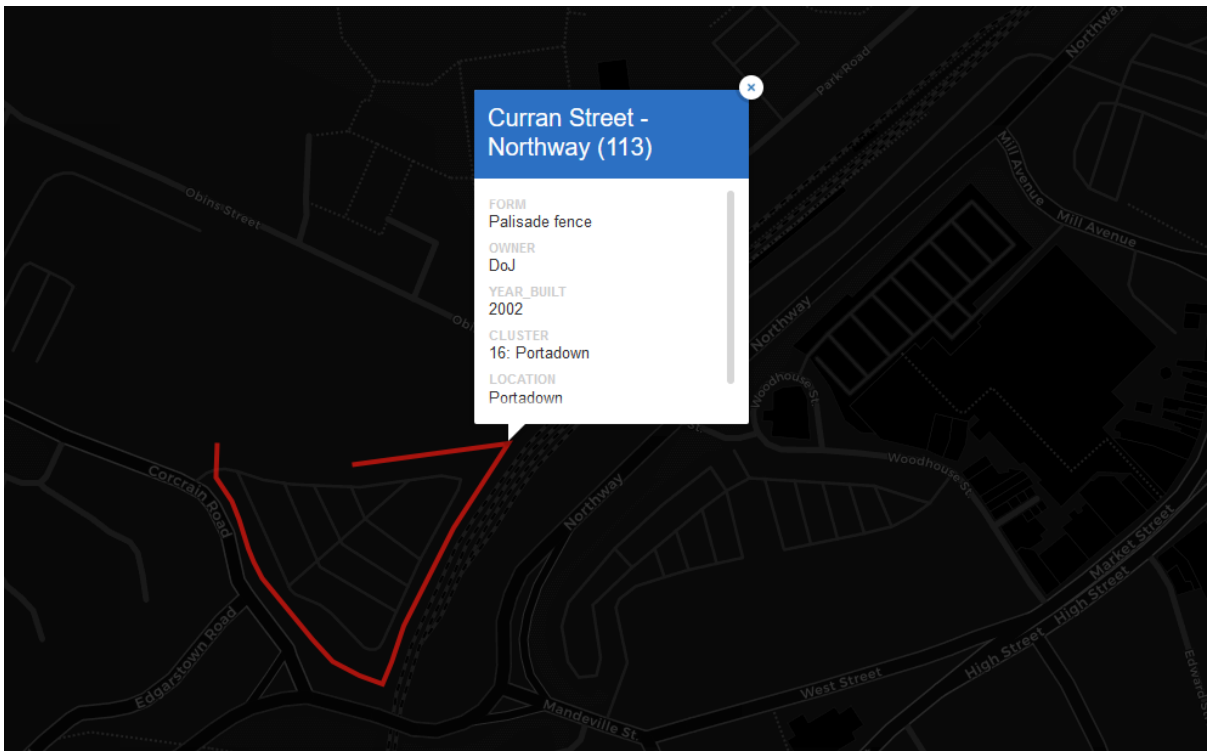 Northway
Park Road
×
Curran Street -
Northway (113)
Mill Avenue
Obins Street
FORM
Palisade fence
Mill Avenue
OWNER
DoJ
YEAR_BUILT
2002
Northway
CLUSTER
16: Portadown
LOCATION
Portadown
Woodhouse St.
Woodhouse St.
Corcrain Road
Northway
Market Street
High Street
High Street
Edgarstown Road
West Street
Mandeville St.